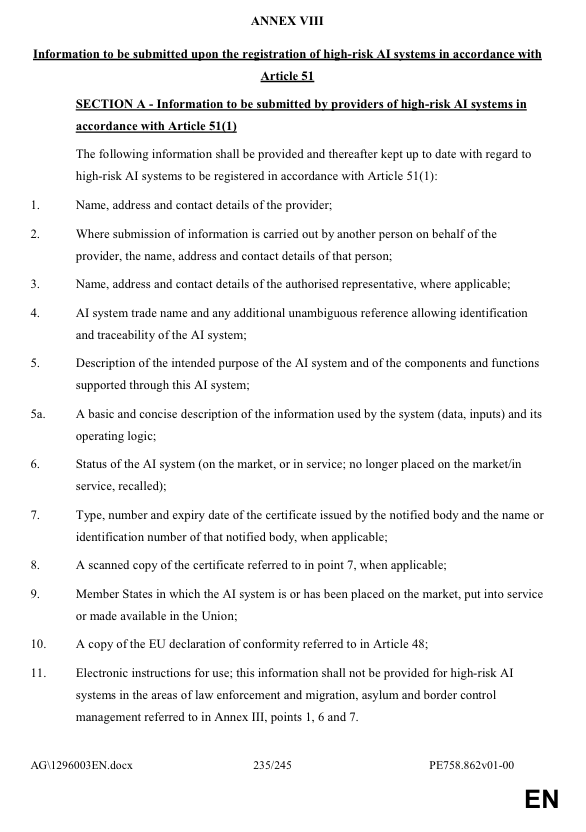 ANNEX VIII
Information to be submitted upon the registration of high-risk AI systems in accordance with
Article 51
SECTION A - Information to be submitted by providers of high-risk AI systems in
accordance with Article 51(1)
The following information shall be provided and thereafter kept up to date with regard to
high-risk AI systems to be registered in accordance with Article 51(1):
1. Name, address and contact details of the provider;
2. Where submission of information is carried out by another person on behalf of the
provider, the name, address and contact details of that person;
3. Name, address and contact details of the authorised representative, where applicable;
4. AI system trade name and any additional unambiguous reference allowing identification
and traceability of the AI system;
5. Description of the intended purpose of the AI system and of the components and functions
supported through this AI system;
5a. A basic and concise description of the information used by the system (data, inputs) and its
operating logic;
6. Status of the AI system (on the market, or in service; no longer placed on the market/in
service, recalled);
7. Type, number and expiry date of the certificate issued by the notified body and the name or
identification number of that notified body, when applicable;
8. A scanned copy of the certificate referred to in point 7, when applicable;
9. Member States in which the AI system is or has been placed on the market, put into service
or made available in the Union;
10. A copy of the EU declaration of conformity referred to in Article 48;
11. Electronic instructions for use; this information shall not be provided for high-risk AI
systems in the areas of law enforcement and migration, asylum and border control
management referred to in Annex III, points 1, 6 and 7.
AG\1296003EN.docx 235/245 PE758.862v01-00
EN